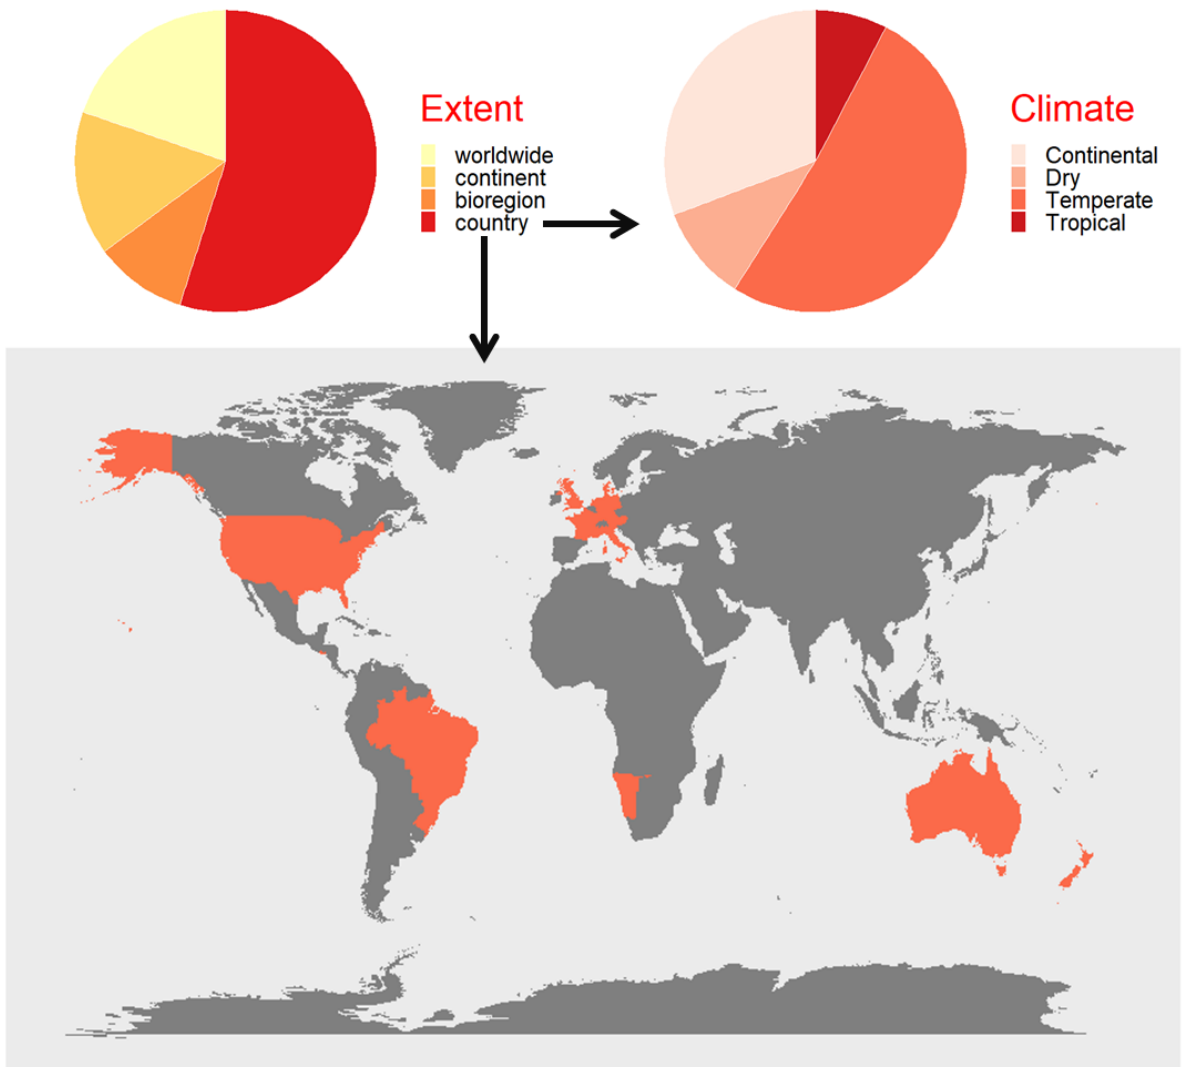 Extent
worldwide
continent
bioregion
country
Climate
Continental
Dry
Temperate
Tropical